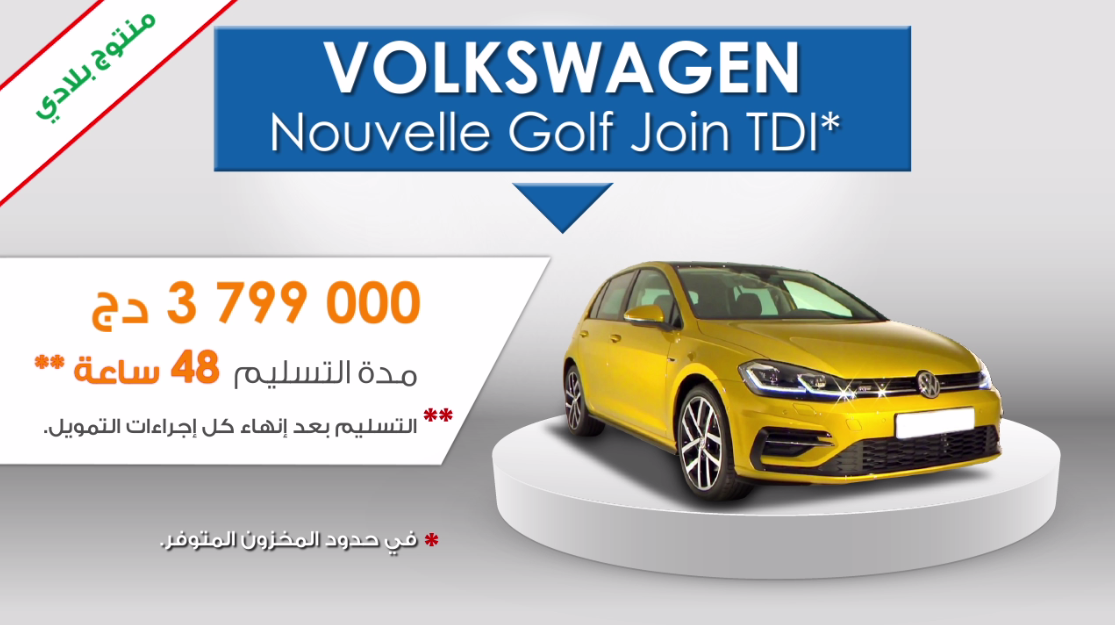 منتوج بلادي
VOLKSWAGEN
Nouvelle Golf Join TDI*
3 799 000 دج
مدة التسليم 48 ساعة **
** التسليم بعد إنهاء كل إجراءات التمويل.
* في حدود المخزون المتوفر.